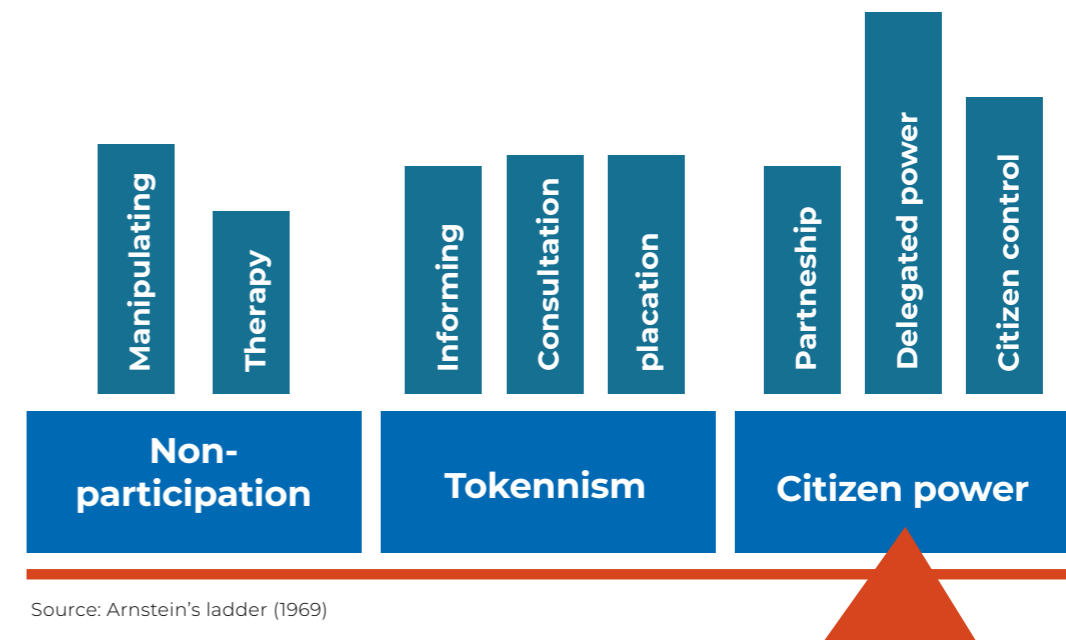 Manipulating
Therapy
Informing
Consultation
placation
Partneship
Delegated power
Citizen control
Non-
participation
Tokennism
Citizen power
Source: Arnstein’s ladder (1969)